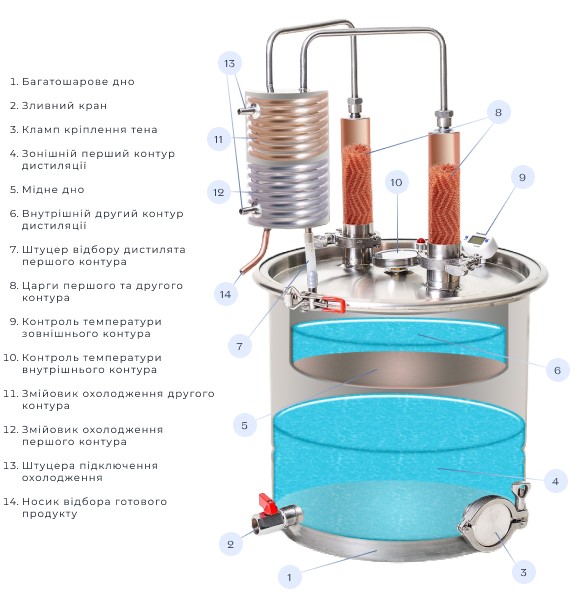 1. Багатошарове дно
2. Зливний кран
3. Кламп кріплення тена
4. Зонішній перший контур
дистиляції
5. Мідне дно
6. Внутрішній другий контур
дистиляції
7. Штуцер відбору дистилята
першого контура
8. Царги першого та другого
контура
9. Контроль температури
зовнішнього контура
10. Контроль температури
внутрішнього контура
11. Змійовик охолодження другого
контура
12. Змійовик охолодження
першого контура
13. Штуцера підключення
охолодження
14. Носик відбора готового
продукту
13
8
11
10
9
12
14
7
6
5
4
2
3
1